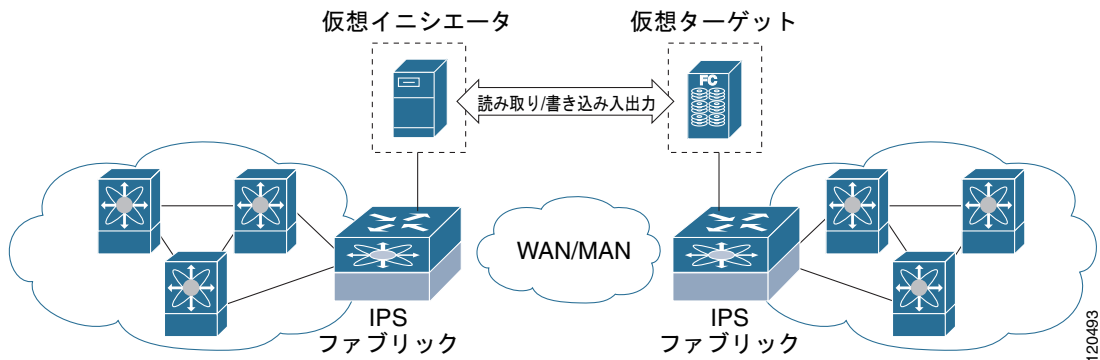 仮想イニシエータ
仮想ターゲット
FC
読み取り/書き込み入出力
WAN/MAN
IPS
ファブリック
IPS
ファブリック
120493